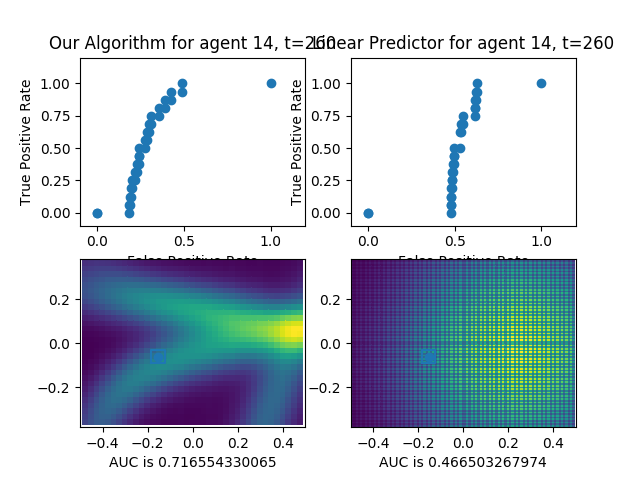 Our Algorithm for agent 14, t=260
Linear Predictor for agent 14, t=260
True Positive Rate
1.00
0.75
0.50
0.25
0.00
0.0 0.5 1.0
False Positive Rate
True Positive Rate
1.00
0.75
0.50
0.25
0.00
0.0 0.5 1.0
False Positive Rate
0.2
0.0
−0.2
−0.4 −0.2 0.0 0.2 0.4
AUC is 0.716554330065
0.2
0.0
−0.2
−0.4 −0.2 0.0 0.2 0.4
AUC is 0.466503267974